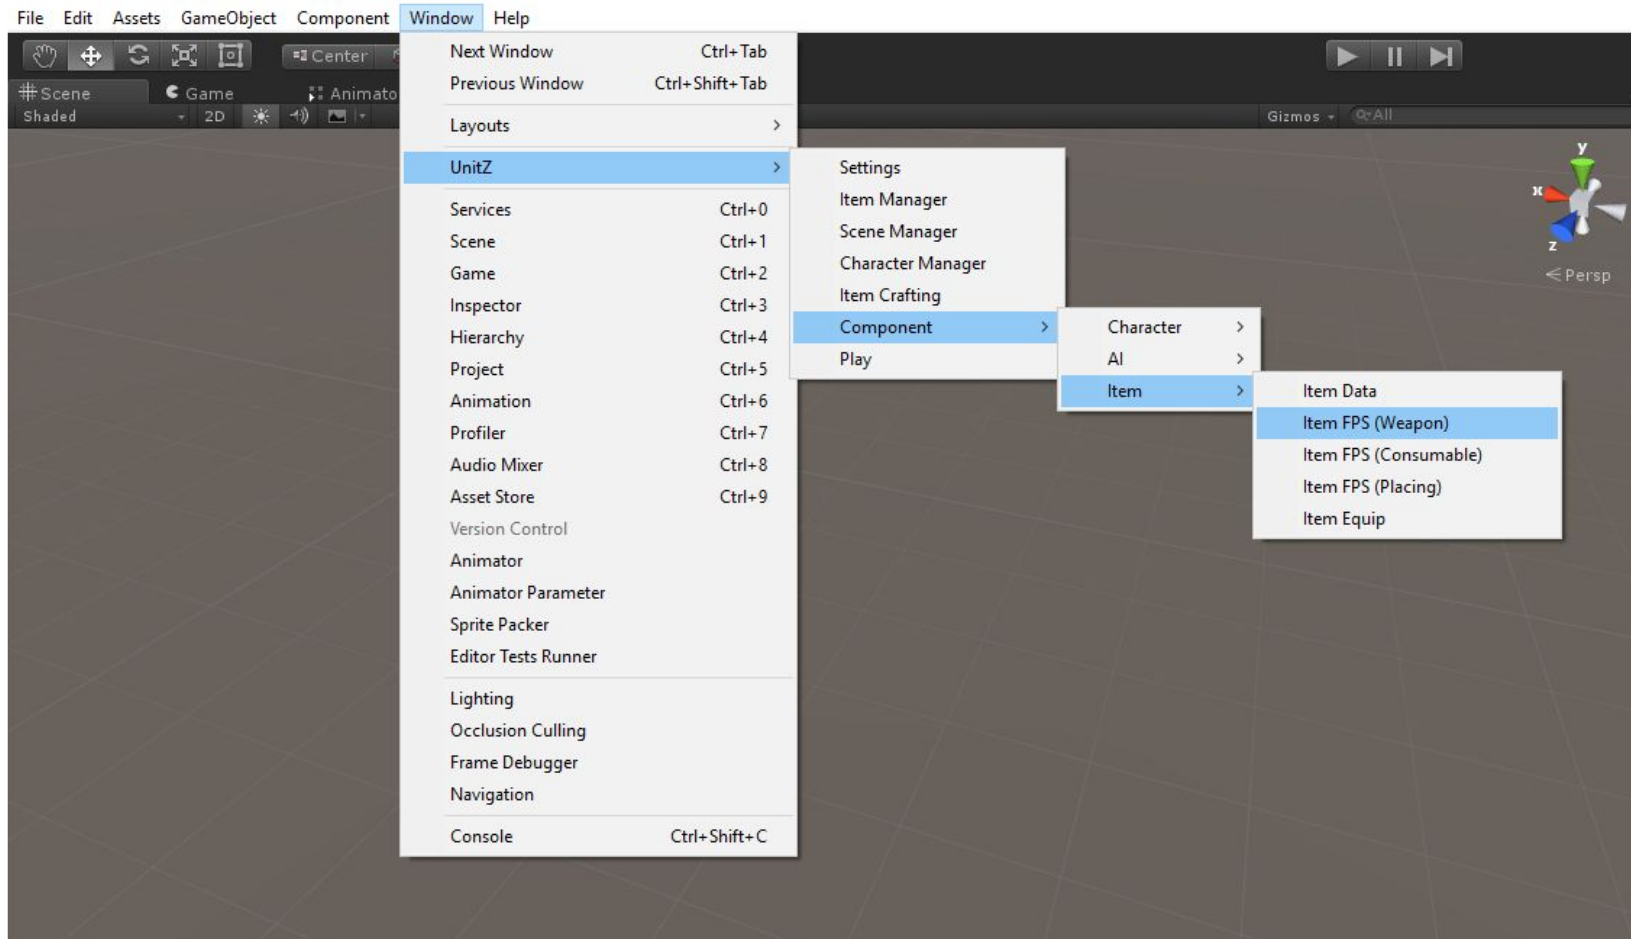 File Edit Assets GameObject Component Window Help
Center
Scene Game Animato
Shaded 2D Gizmos All
Next Window Ctrl+Tab
Previous Window Ctrl+Shift+Tab
Layouts
UnitZ
Services Ctrl+0
Scene Ctrl+1
Game Ctrl+2
Inspector Ctrl+3
Hierarchy Ctrl+4
Project Ctrl+5
Animation Ctrl+6
Profiler Ctrl+7
Audio Mixer Ctrl+8
Asset Store Ctrl+9
Version Control
Animator
Animator Parameter
Sprite Packer
Editor Tests Runner
Lighting
Occlusion Culling
Frame Debugger
Navigation
Console Ctrl+Shift+C
Settings
Item Manager
Scene Manager
Character Manager
Item Crafting
Component
Play
Character
AI
Item
Item Data
Item FPS (Weapon)
Item FPS (Consumable)
Item FPS (Placing)
Item Equip
y
x
z
Persp